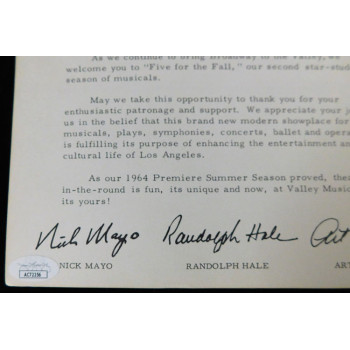 As we continue to bring Broadway to the Valley, we
welcome you to "Five for the Fall," our second star-stud
season of musicals.
May we take this opportunity to thank you for your
enthusiastic patronage and support. We appreciate your jo
us in the belief that this brand new modern showplace for
musicals, plays, symphonies, concerts, ballet and opera
is fulfilling its purpose of enhancing the entertainment an
cultural life of Los Angeles.
As our 1964 Premiere Summer Season proved, thea
in-the-round is fun, its unique and now, at Valley Music
its yours!
Nick Mayo Randolph Hale Art
NICK MAYO RANDOLPH HALE AR
JSA